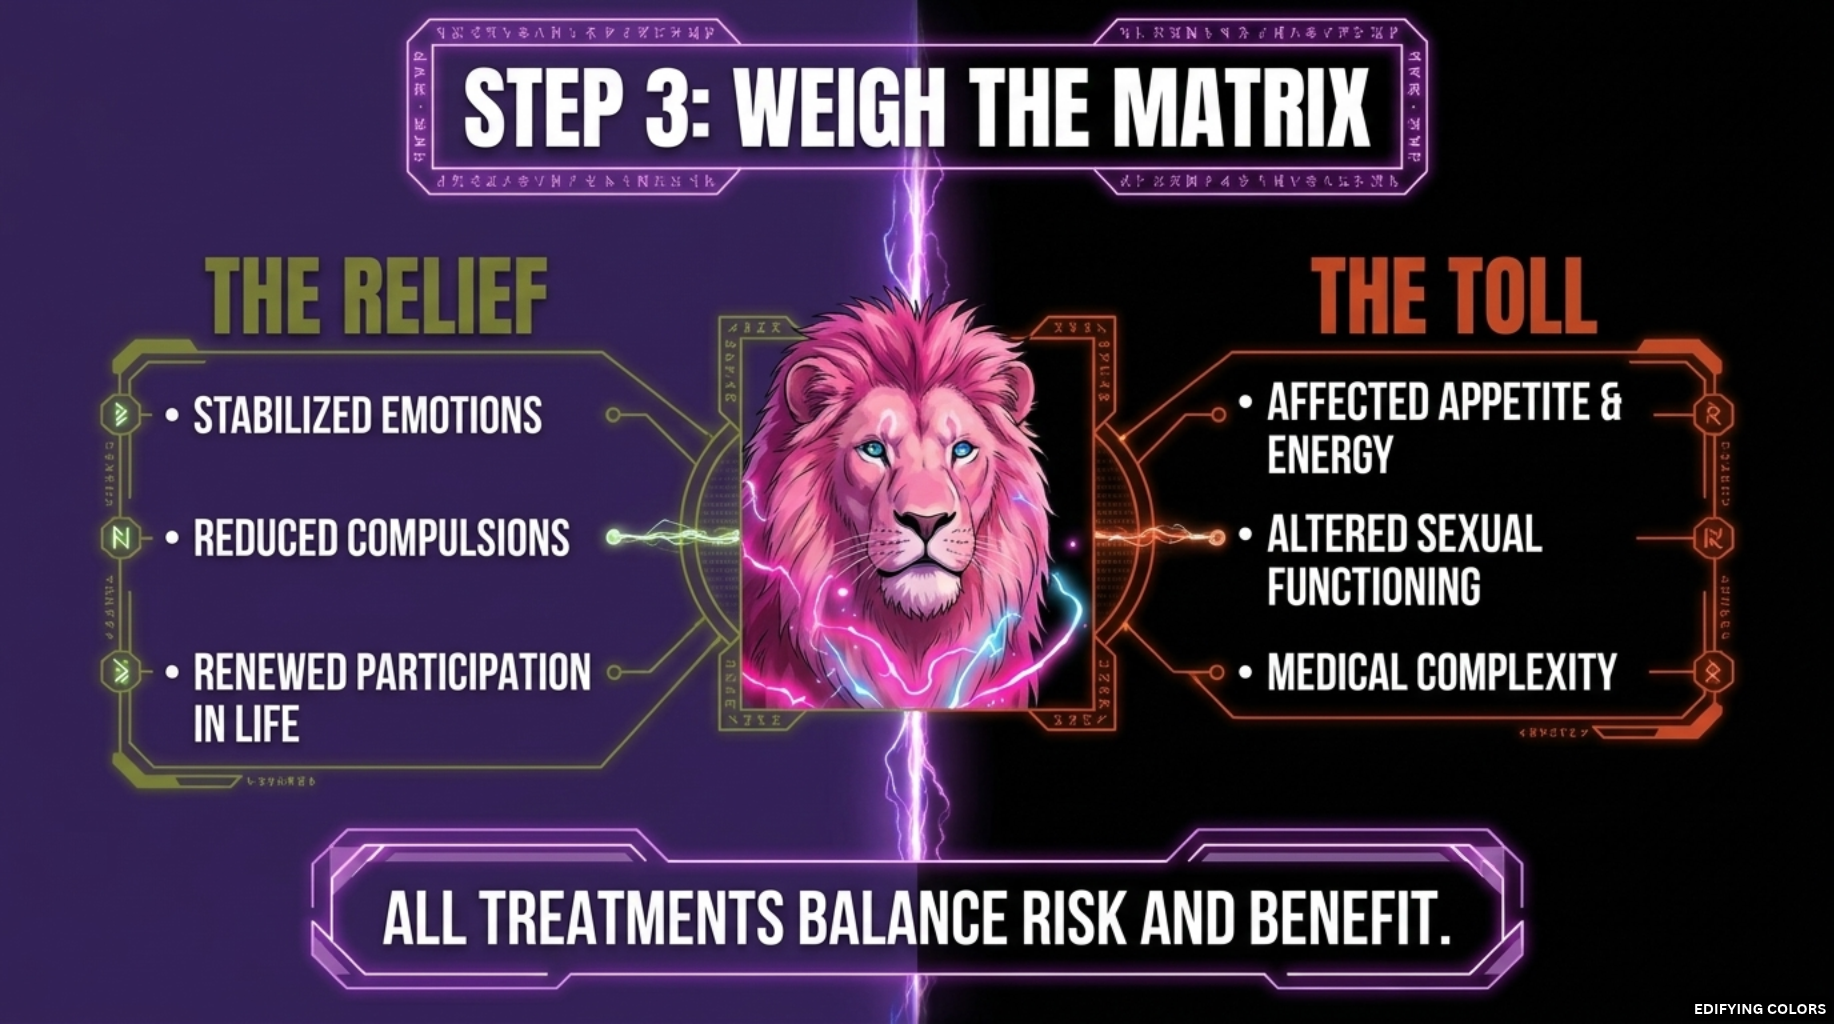 STEP 3: WEIGH THE MATRIX
THE RELIEF
• STABILIZED EMOTIONS
• REDUCED COMPULSIONS
• RENEWED PARTICIPATION
IN LIFE
THE TOLL
• AFFECTED APPETITE &
ENERGY
• ALTERED SEXUAL
FUNCTIONING
• MEDICAL COMPLEXITY
ALL TREATMENTS BALANCE RISK AND BENEFIT.
EDIFYING COLORS